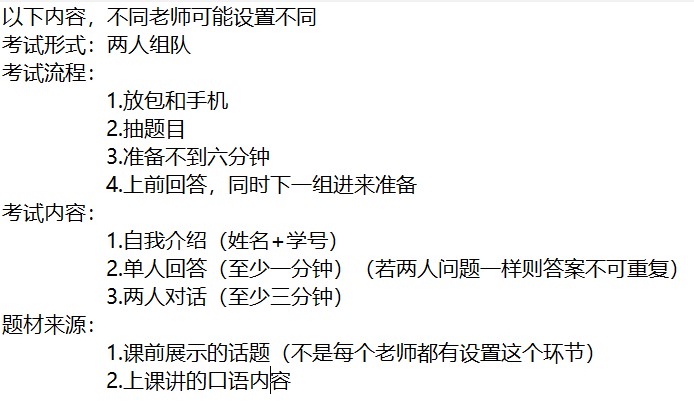 以下内容，不同老师可能设置不同
考试形式：两人组队
考试流程：
1.放包和手机
2.抽题目
3.准备不到六分钟
4.上前回答，同时下一组进来准备
考试内容：
1.自我介绍（姓名+学号）
2.单人回答（至少一分钟）（若两人问题一样则答案不可重复）
3.两人对话（至少三分钟）
题材来源：
1.课前展示的话题（不是每个老师都有设置这个环节）
2.上课讲的口语内容